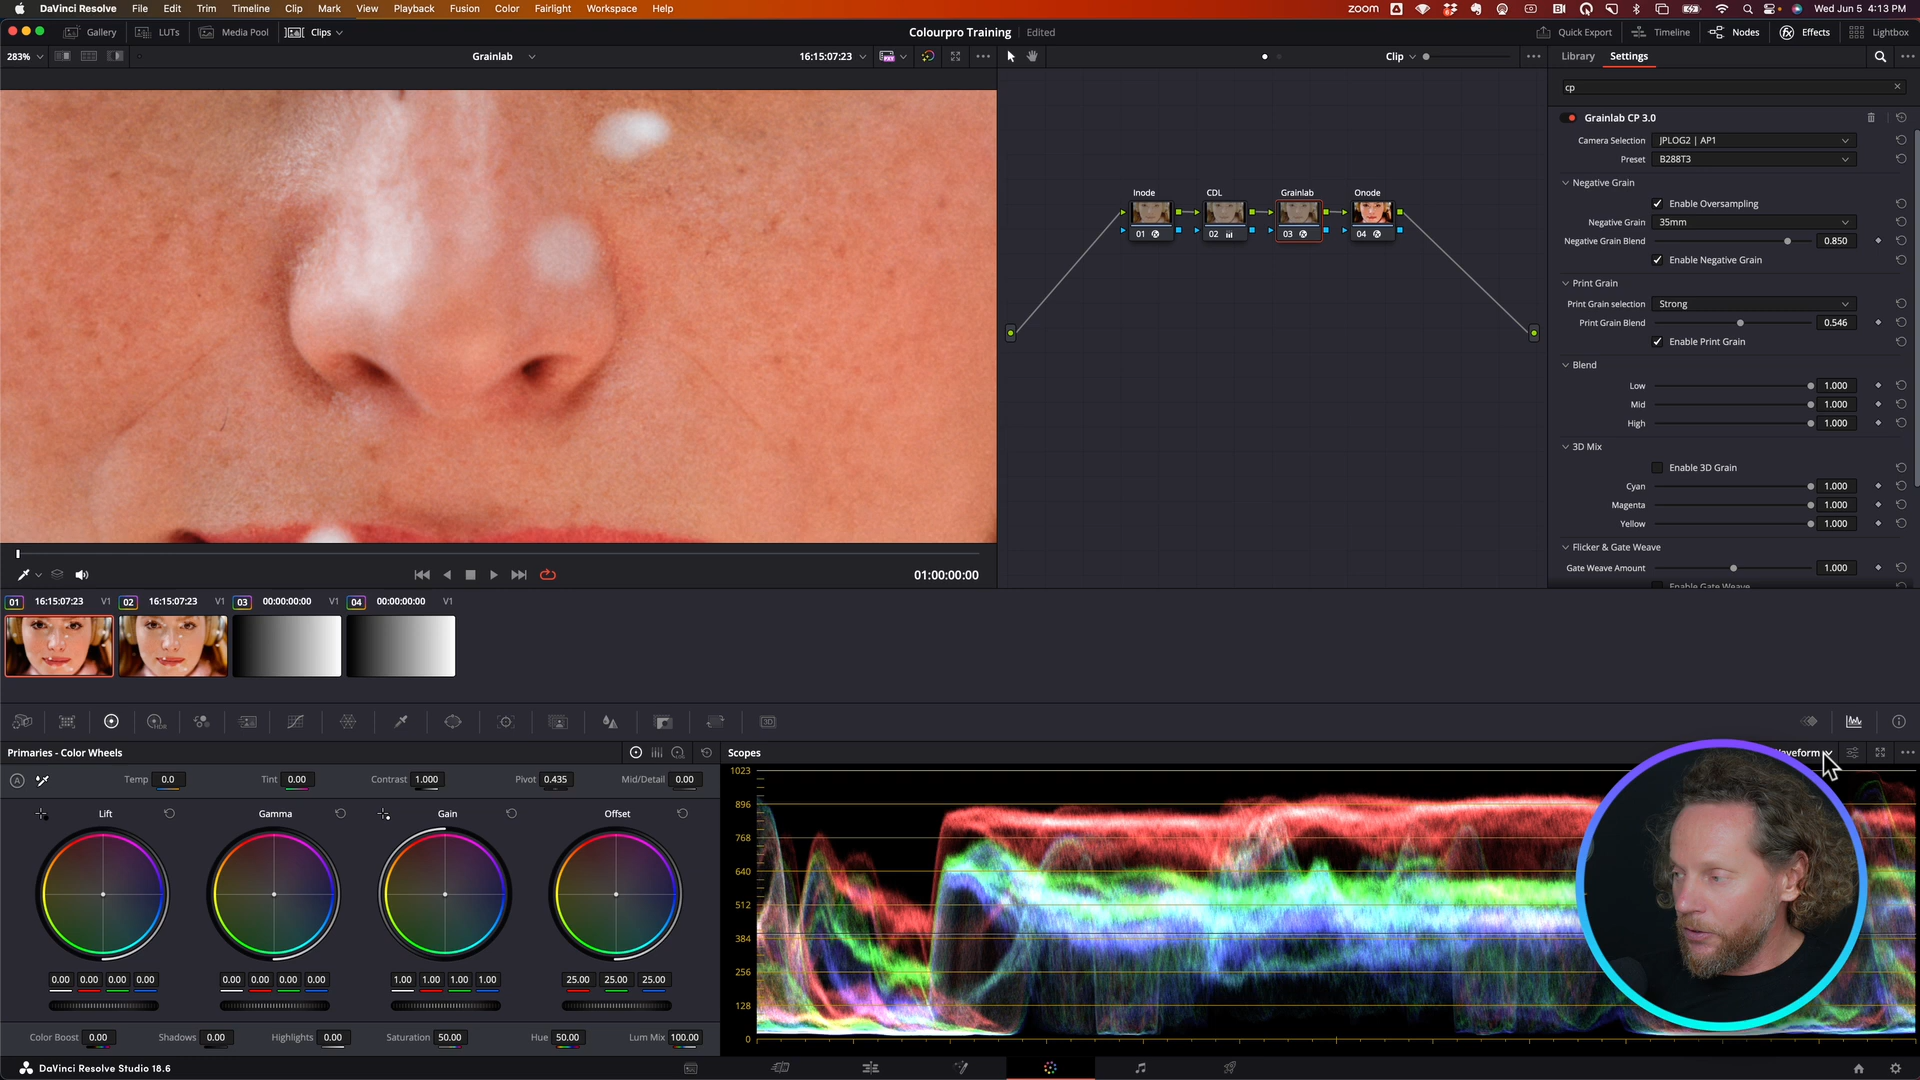 DaVinci Resolve File Edit Trim Timeline Clip Mark View Playback Fusion Color Fairlight Workspace Help zoom Wed Jun 5 4:13 PM
Gallery LUTs Media Pool Clips Colourpro Training Edited Quick Export Timeline Nodes Effects Lightbox
283% Grainlab 16:15:07:23 Clip Library Settings
cp
Grainlab CP 3.0
Camera Selection JPLOG2 | AP1
Preset B288T3
Negative Grain
Enable Oversampling
Negative Grain 35mm
Negative Grain Blend 0.850
Enable Negative Grain
Print Grain
Print Grain selection Strong
Print Grain Blend 0.546
Enable Print Grain
Blend
Low 1.000
Mid 1.000
High 1.000
3D Mix
Enable 3D Grain
Cyan 1.000
Magenta 1.000
Yellow 1.000
Flicker & Gate Weave
Gate Weave Amount 1.000
Enable Gate Weave
Inode CDL Grainlab Onode
01 02 03 04
01:00:00:00
01 16:15:07:23 V1 02 16:15:07:23 V1 03 00:00:00:00 V1 04 00:00:00:00 V1
HDR 3D
Primaries - Color Wheels Scopes Waveform
A Temp 0.0 Tint 0.00 Contrast 1.000 Pivot 0.435 Mid/Detail 0.00
Lift Gamma Gain Offset
0.00 0.00 0.00 0.00 0.00 0.00 0.00 0.00 1.00 1.00 1.00 1.00 25.00 25.00 25.00
Color Boost 0.00 Shadows 0.00 Highlights 0.00 Saturation 50.00 Hue 50.00 Lum Mix 100.00
1023
896
768
640
512
384
256
128
0
DaVinci Resolve Studio 18.6